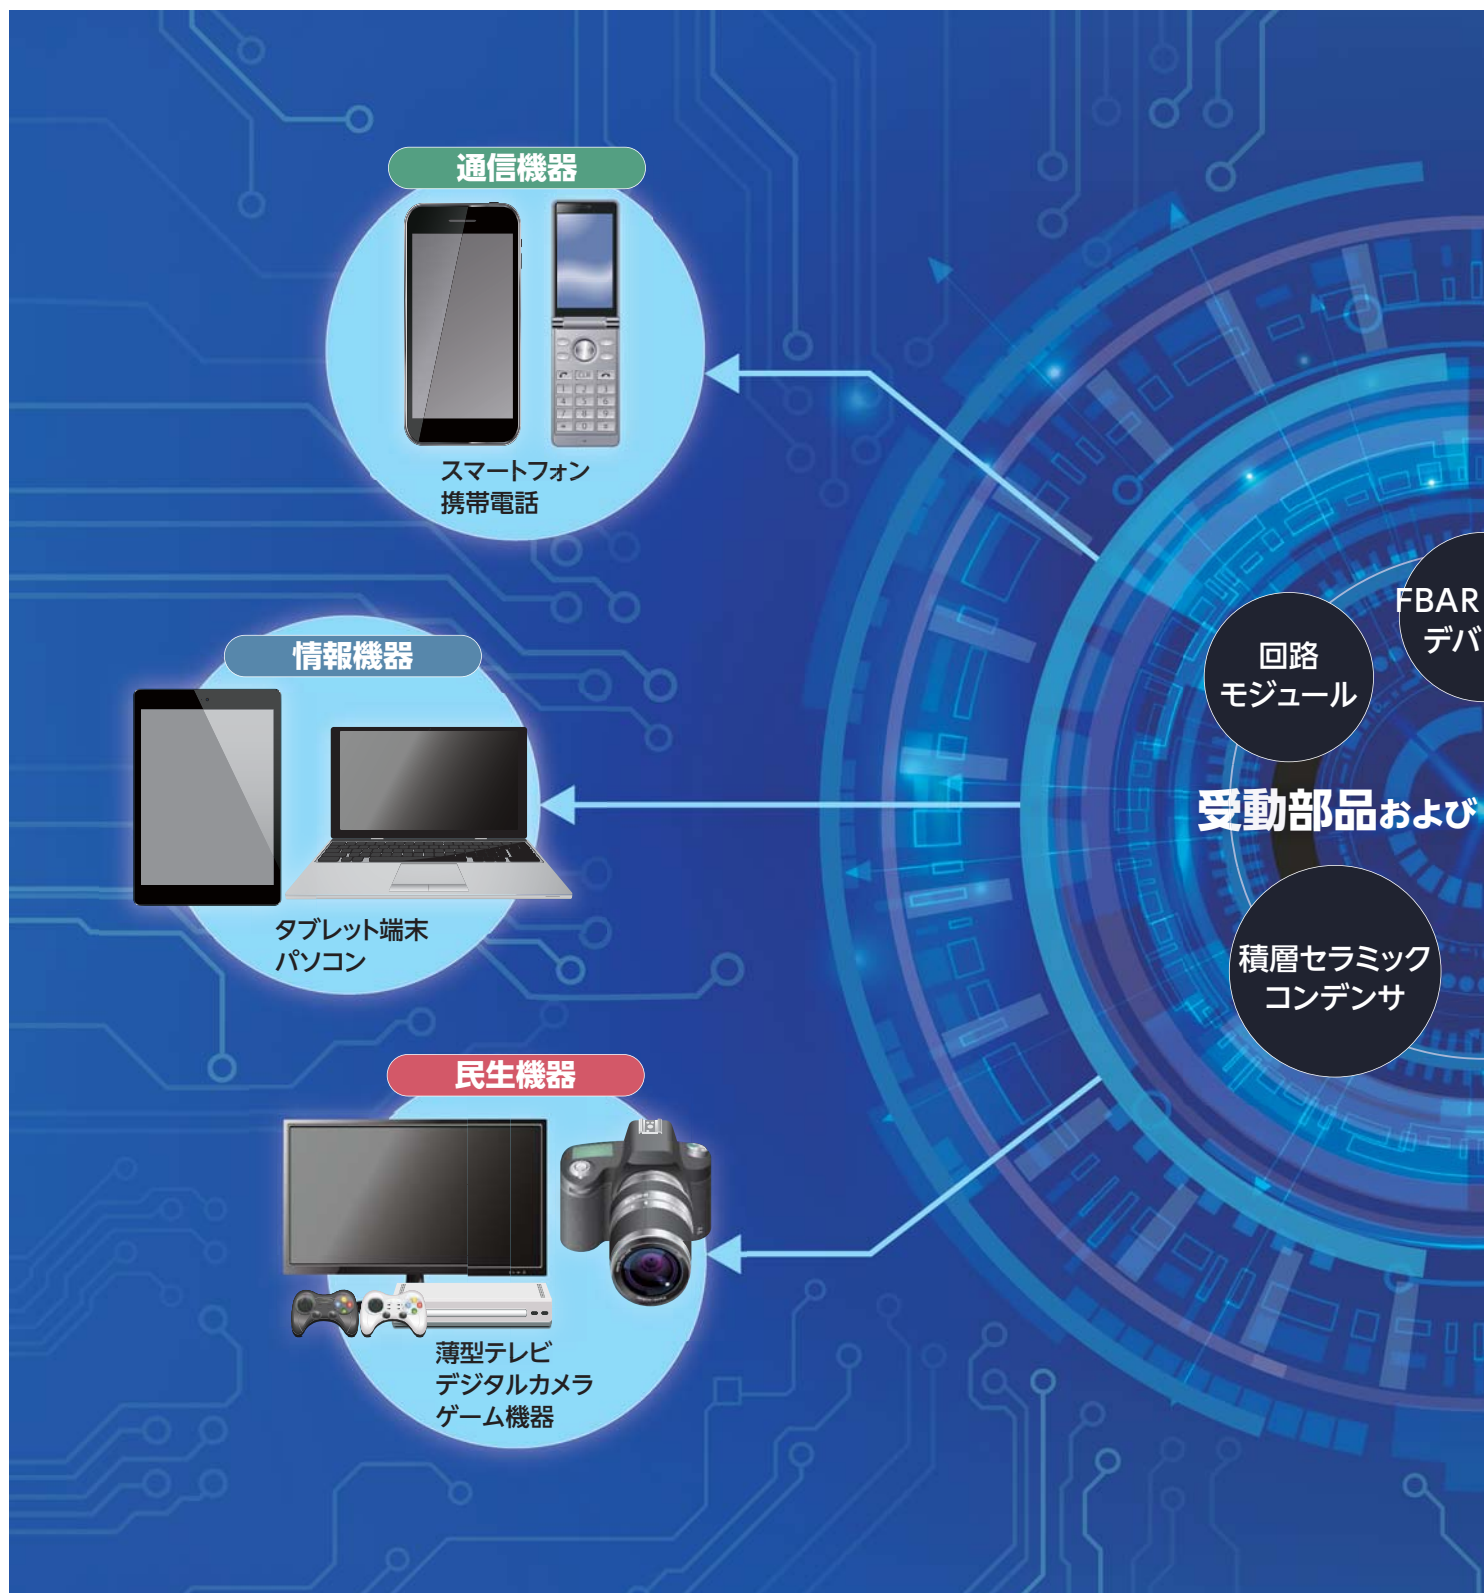 通信機器
スマートフォン
携帯電話
情報機器
タブレット端末
パソコン
民生機器
薄型テレビ
デジタルカメラ
ゲーム機器
FBAR
デバ
回路
モジュール
受動部品および
積層セラミック
コンデンサ